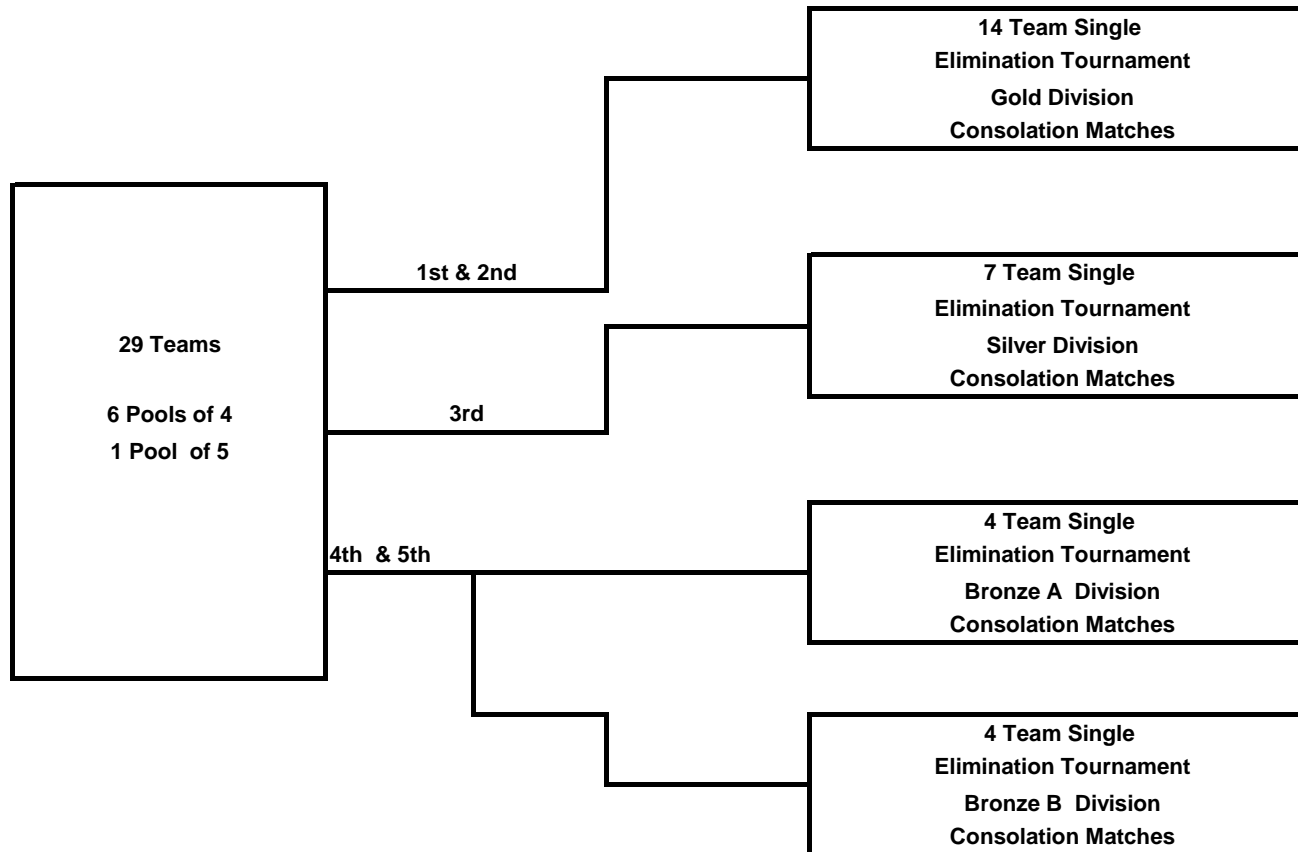 14 Team Single
Elimination Tournament
Gold Division
Consolation Matches
1st & 2nd
7 Team Single
Elimination Tournament
Silver Division
Consolation Matches
29 Teams
6 Pools of 4
1 Pool of 5
3rd
4th & 5th
4 Team Single
Elimination Tournament
Bronze A Division
Consolation Matches
4 Team Single
Elimination Tournament
Bronze B Division
Consolation Matches